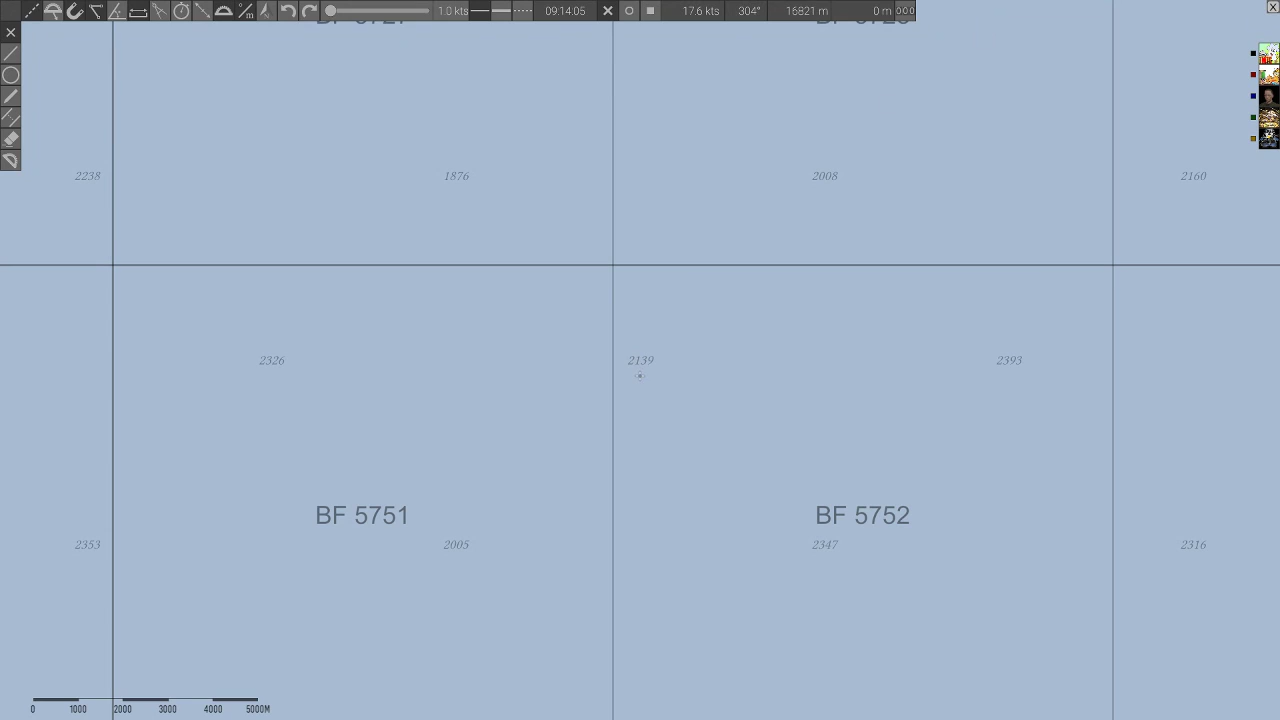 1.0 kts 09:14:05 17.6 kts 304° 16821 m 0 m 000
2238 1876 2008 2160
2326 2139 2393
BF 5751 BF 5752
2353 2005 2347 2316
0 1000 2000 3000 4000 5000M